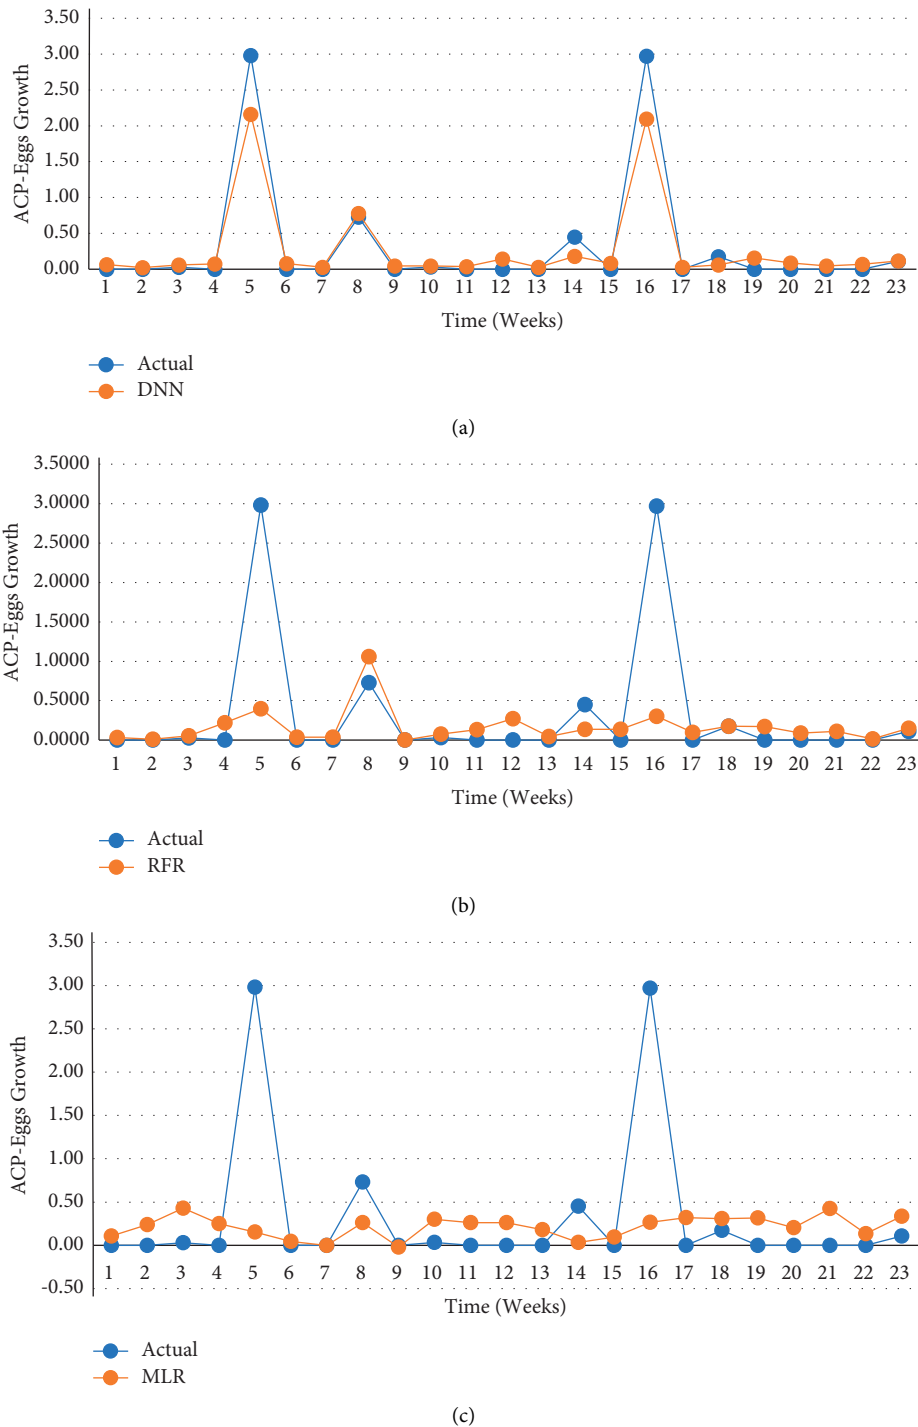 3.50
3.00
2.50
2.00
1.50
1.00
0.50
0.00
ACP-Eggs Growth
1 2 3 4 5 6 7 8 9 10 11 12 13 14 15 16 17 18 19 20 21 22 23
Time (Weeks)
Actual
DNN
(a)
3.5000
3.0000
2.5000
2.0000
1.5000
1.0000
0.5000
0.0000
ACP-Eggs Growth
1 2 3 4 5 6 7 8 9 10 11 12 13 14 15 16 17 18 19 20 21 22 23
Time (Weeks)
Actual
RFR
(b)
3.50
3.00
2.50
2.00
1.50
1.00
0.50
0.00
-0.50
ACP-Eggs Growth
1 2 3 4 5 6 7 8 9 10 11 12 13 14 15 16 17 18 19 20 21 22 23
Time (Weeks)
Actual
MLR
(c)